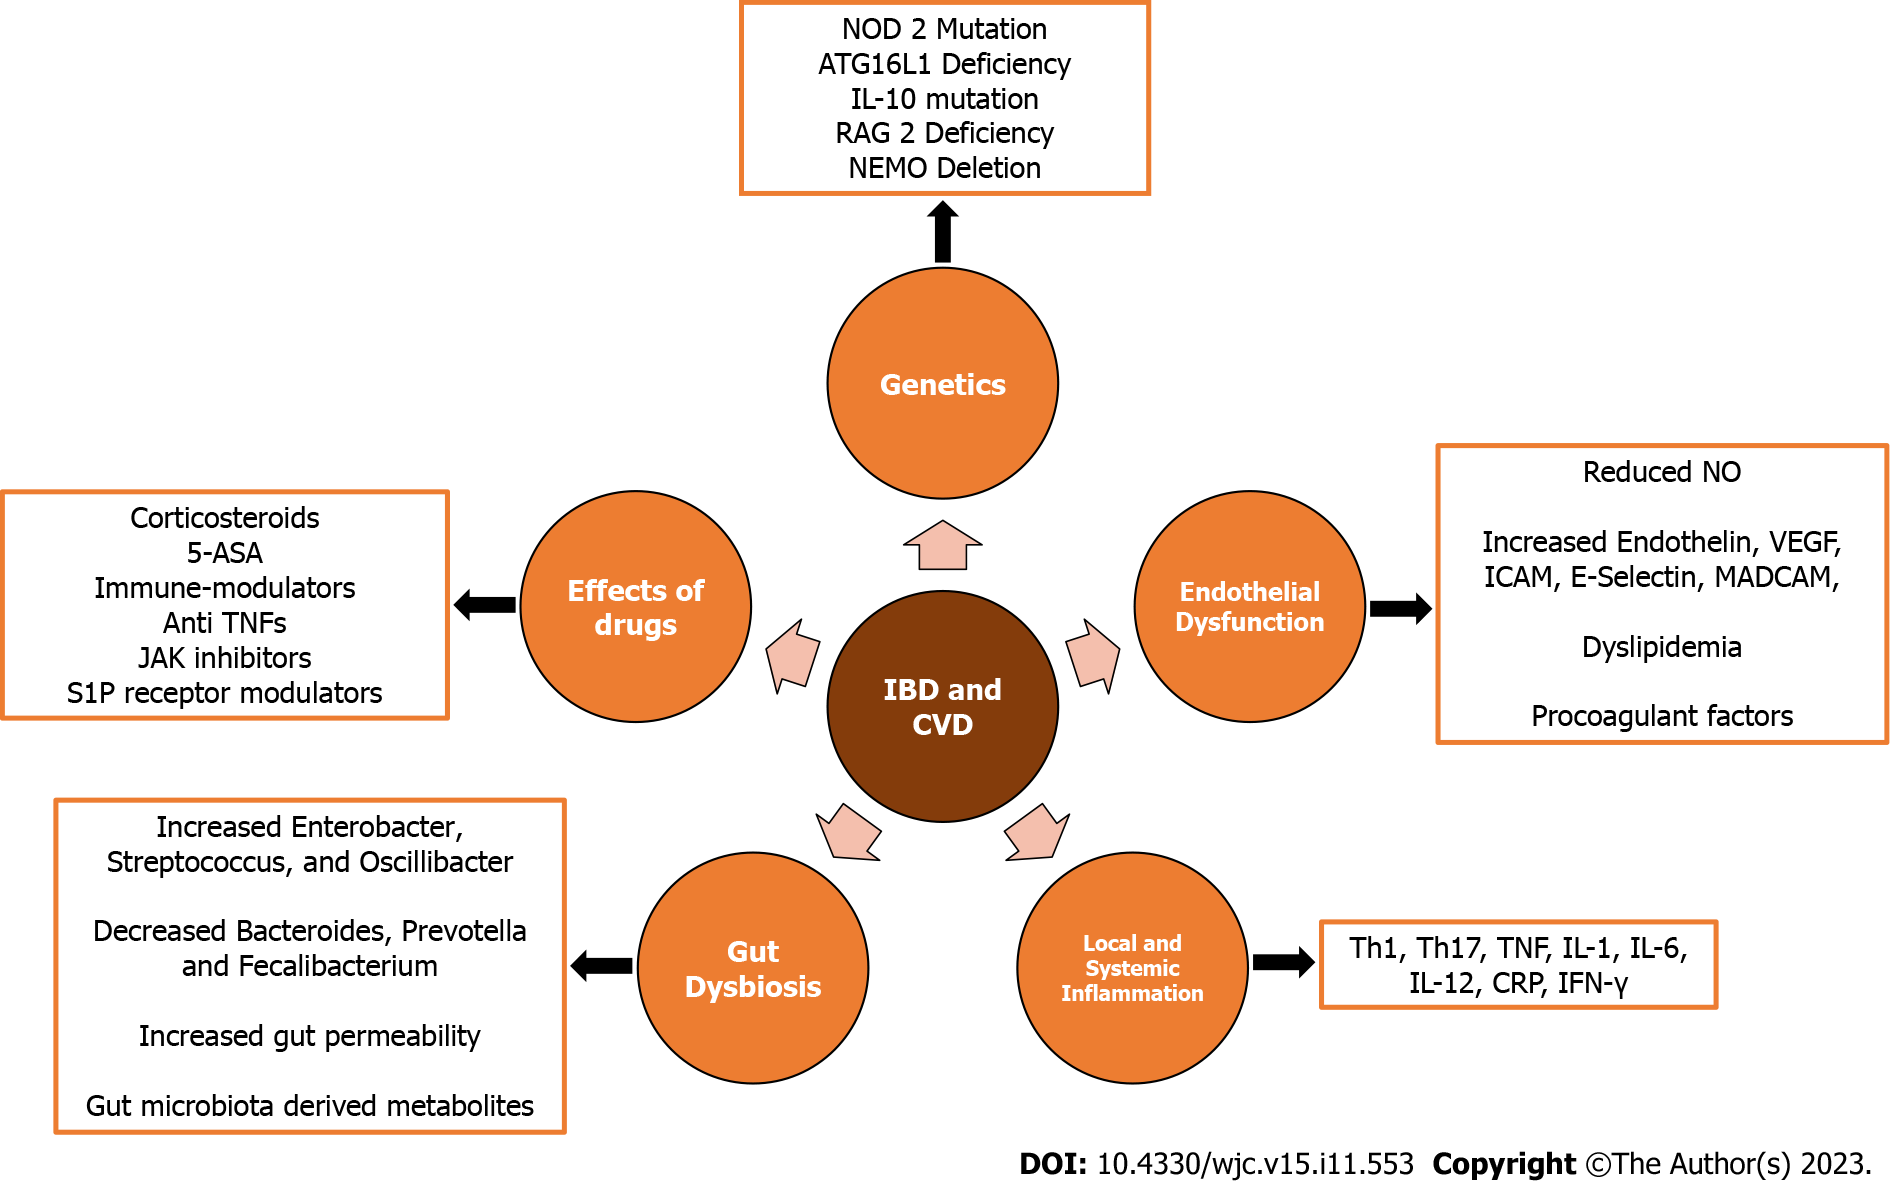 NOD 2 Mutation
ATG16L1 Deficiency
IL-10 mutation
RAG 2 Deficiency
NEMO Deletion
Genetics
Reduced NO
Increased Endothelin, VEGF,
ICAM, E-Selectin, MADCAM,
Dyslipidemia
Procoagulant factors
Endothelial
Dysfunction
Corticosteroids
5-ASA
Immune-modulators
Anti TNFs
JAK inhibitors
S1P receptor modulators
Effects of
drugs
IBD and
CVD
Increased Enterobacter,
Streptococcus, and Oscillibacter
Decreased Bacteroides, Prevotella
and Fecalibacterium
Increased gut permeability
Gut microbiota derived metabolites
Gut
Dysbiosis
Local and
Systemic
Inflammation
Th1, Th17, TNF, IL-1, IL-6,
IL-12, CRP, IFN-γ
DOI: 10.4330/wjc.v15.i11.553 Copyright ©The Author(s) 2023.